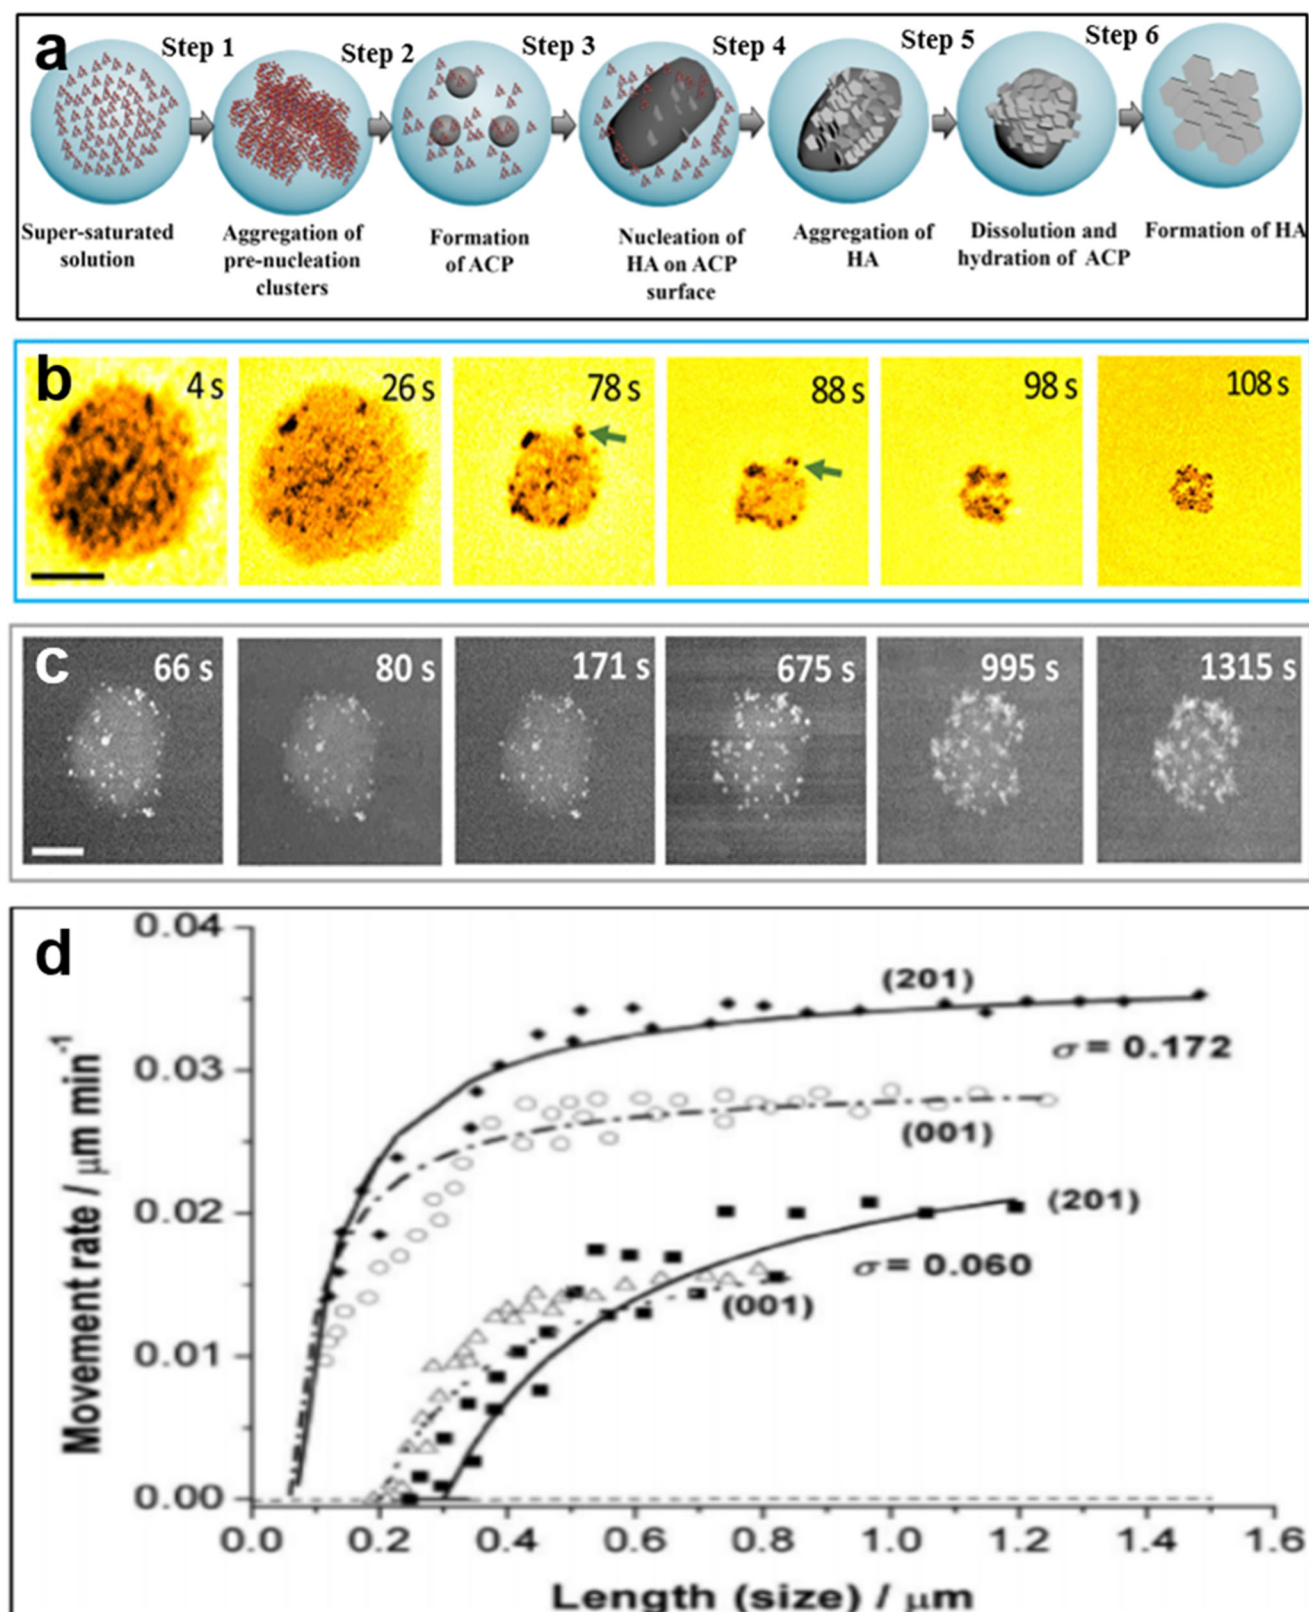 a
Step 1
Step 2
Step 3
Step 4
Step 5
Step 6
Super-saturated
solution
Aggregation of
pre-nucleation
clusters
Formation
of ACP
Nucleation of
HA on ACP
surface
Aggregation of
HA
Dissolution and
hydration of ACP
Formation of HA
b
4 s
26 s
78 s
88 s
98 s
108 s
c
66 s
80 s
171 s
675 s
995 s
1315 s
d
0.04
0.03
0.02
0.01
0.00
Movement rate / μm min⁻¹
(201)
σ = 0.172
(001)
(201)
σ = 0.060
(001)
0.0
0.2
0.4
0.6
0.8
1.0
1.2
1.4
1.6
Length (size) / μm